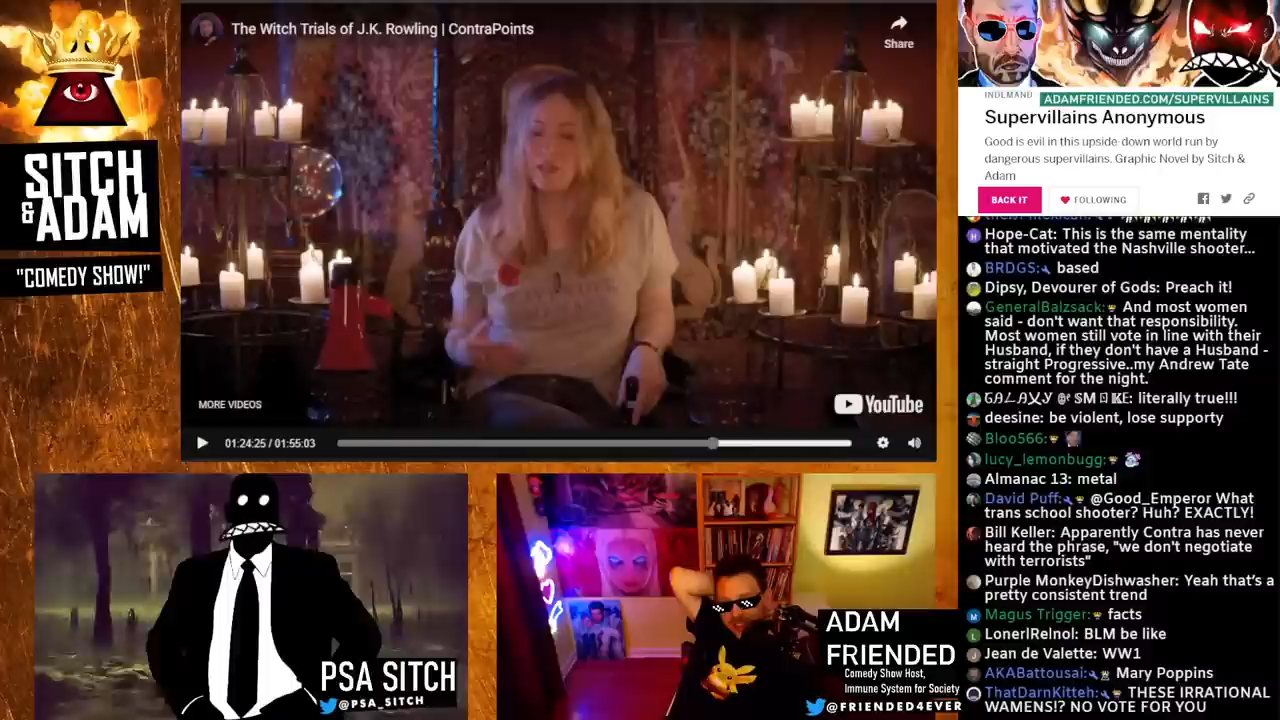 The Witch Trials of J.K. Rowling | ContraPoints
Share
MORE VIDEOS
YouTube
01:24:25 / 01:55:03
SITCH
& ADAM
"COMEDY SHOW!"
PSA SITCH
@PSA_SITCH
ADAM
FRIENDED
Comedy Show Host,
Immune System for Society
@FRIENDED4EVER
INDEMAND
ADAMFRIENDED.COM/SUPERVILLAINS
Supervillains Anonymous
Good is evil in this upside-down world run by
dangerous supervillains. Graphic Novel by Sitch &
Adam
BACK IT
FOLLOWING
Hope-Cat: This is the same mentality
that motivated the Nashville shooter...
BRDGS: based
Dipsy, Devourer of Gods: Preach it!
GeneralBalzsack: And most women
said - don't want that responsibility.
Most women still vote in line with their
Husband, if they don't have a Husband -
straight Progressive..my Andrew Tate
comment for the night.
literally true!!!
deesine: be violent, lose supporty
Bloo566:
lucy_lemonbugg:
Almanac 13: metal
David Puff: @Good_Emperor What
trans school shooter? Huh? EXACTLY!
Bill Keller: Apparently Contra has never
heard the phrase, "we don't negotiate
with terrorists"
Purple MonkeyDishwasher: Yeah that's a
pretty consistent trend
Magus Trigger: facts
LonerlRelnol: BLM be like
Jean de Valette: WW1
AKABattousai: Mary Poppins
ThatDarnKitteh: THESE IRRATIONAL
WAMENS!? NO VOTE FOR YOU